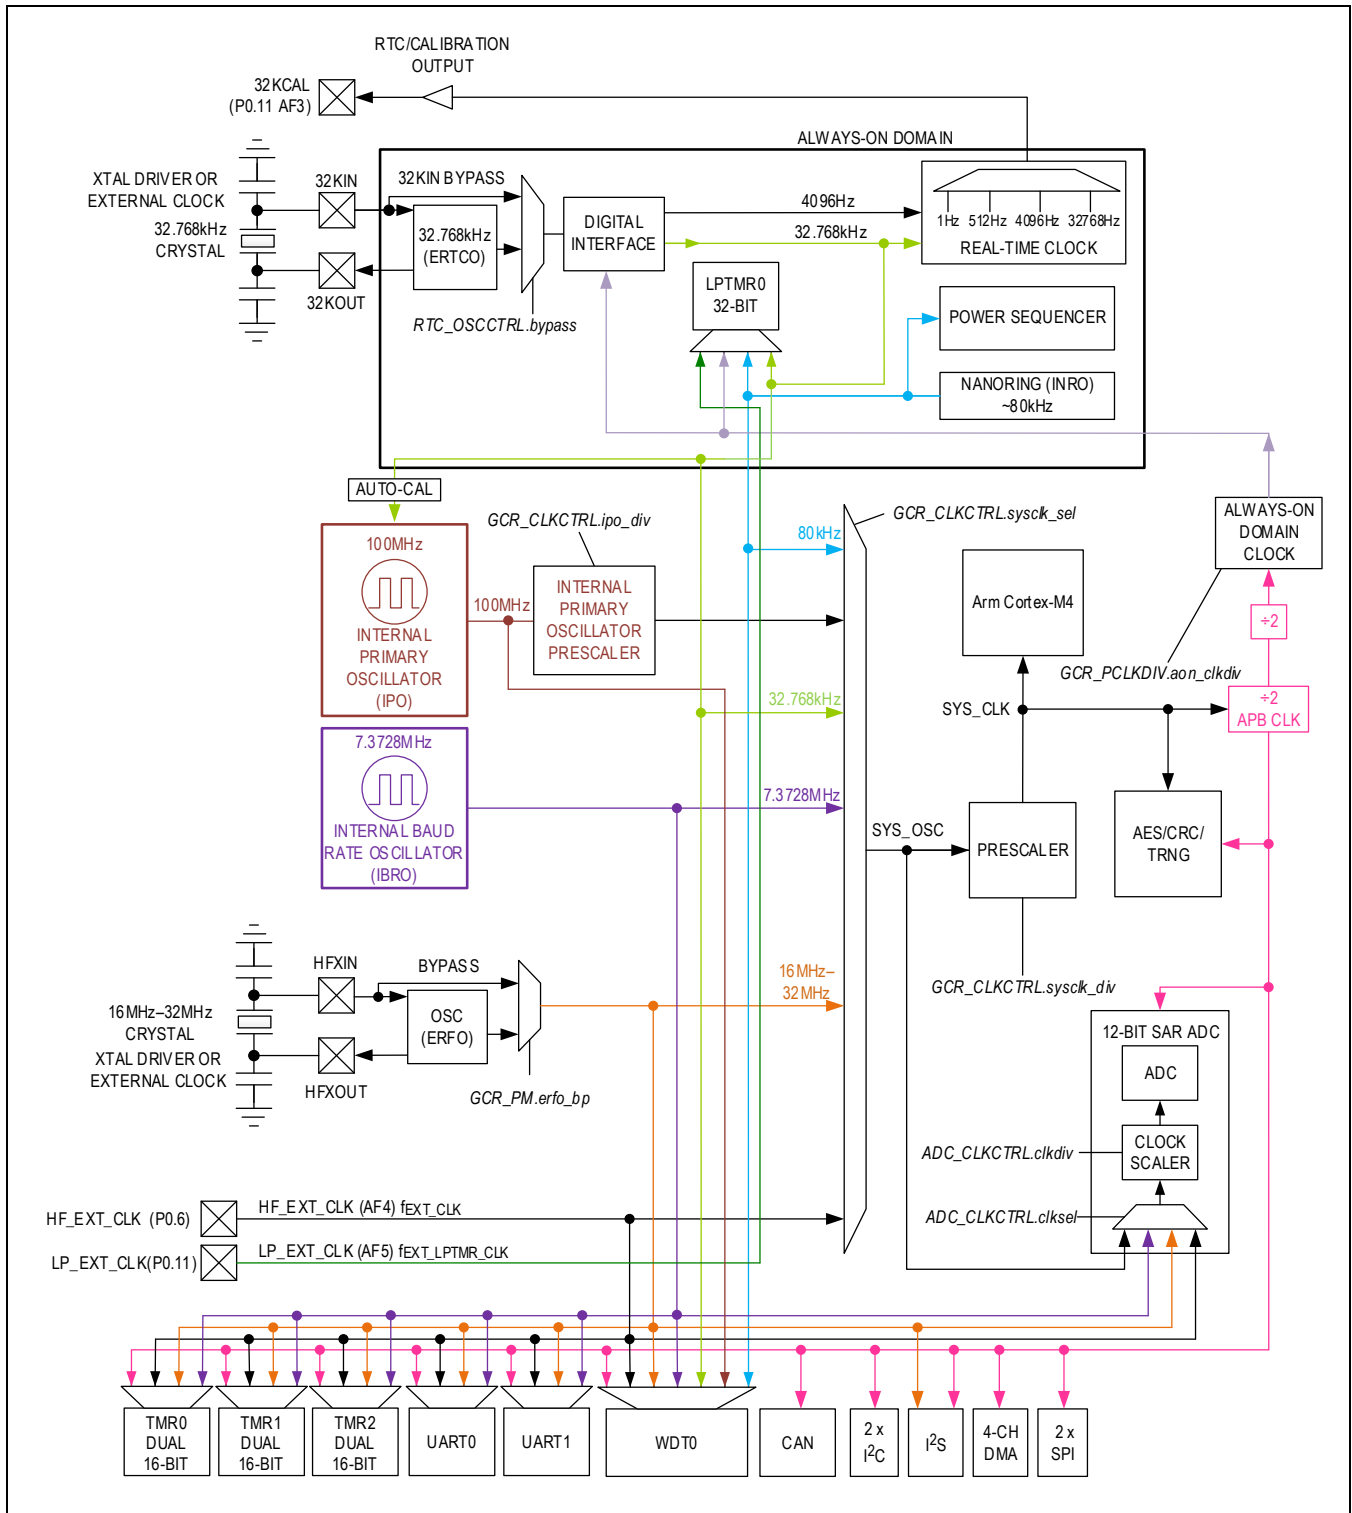 RTC/CALIBRATION
OUTPUT
32KCAL
(P0.11 AF3)
ALWAYS-ON DOMAIN
XTAL DRIVER OR
EXTERNAL CLOCK
32.768kHz
CRYSTAL
32KIN
32KOUT
32KIN BYPASS
32.768kHz
(ERTCO)
RTC_OSCCTRL.bypass
DIGITAL
INTERFACE
4096Hz
32.768kHz
1Hz 512Hz 4096Hz 32768Hz
REAL-TIME CLOCK
LPTMR0
32-BIT
POWER SEQUENCER
NANORING (INRO)
~80kHz
AUTO-CAL
100MHz
INTERNAL
PRIMARY
OSCILLATOR
(IPO)
100MHz
GCR_CLKCTRL.ipo_div
INTERNAL
PRIMARY
OSCILLATOR
PRESCALER
80kHz
GCR_CLKCTRL.sysclk_sel
32.768kHz
7.3728MHz
INTERNAL BAUD
RATE OSCILLATOR
(IBRO)
7.3728MHz
Arm Cortex-M4
ALWAYS-ON
DOMAIN
CLOCK
÷2
GCR_PCLKDIV.aon_clkdiv
SYS_CLK
÷2
APB CLK
SYS_OSC
PRESCALER
AES/CRC/
TRNG
GCR_CLKCTRL.sysclk_div
16MHz–32MHz
CRYSTAL
XTAL DRIVER OR
EXTERNAL CLOCK
HFXIN
HFXOUT
BYPASS
OSC
(ERFO)
GCR_PM.erfo_bp
16MHz–
32MHz
12-BIT SAR ADC
ADC
CLOCK
SCALER
ADC_CLKCTRL.clkdiv
ADC_CLKCTRL.clksel
HF_EXT_CLK (P0.6)
HF_EXT_CLK (AF4) fEXT_CLK
LP_EXT_CLK(P0.11)
LP_EXT_CLK (AF5) fEXT_LPTMR_CLK
TMR0
DUAL
16-BIT
TMR1
DUAL
16-BIT
TMR2
DUAL
16-BIT
UART0
UART1
WDT0
CAN
2 x
I2C
I2S
4-CH
DMA
2 x
SPI